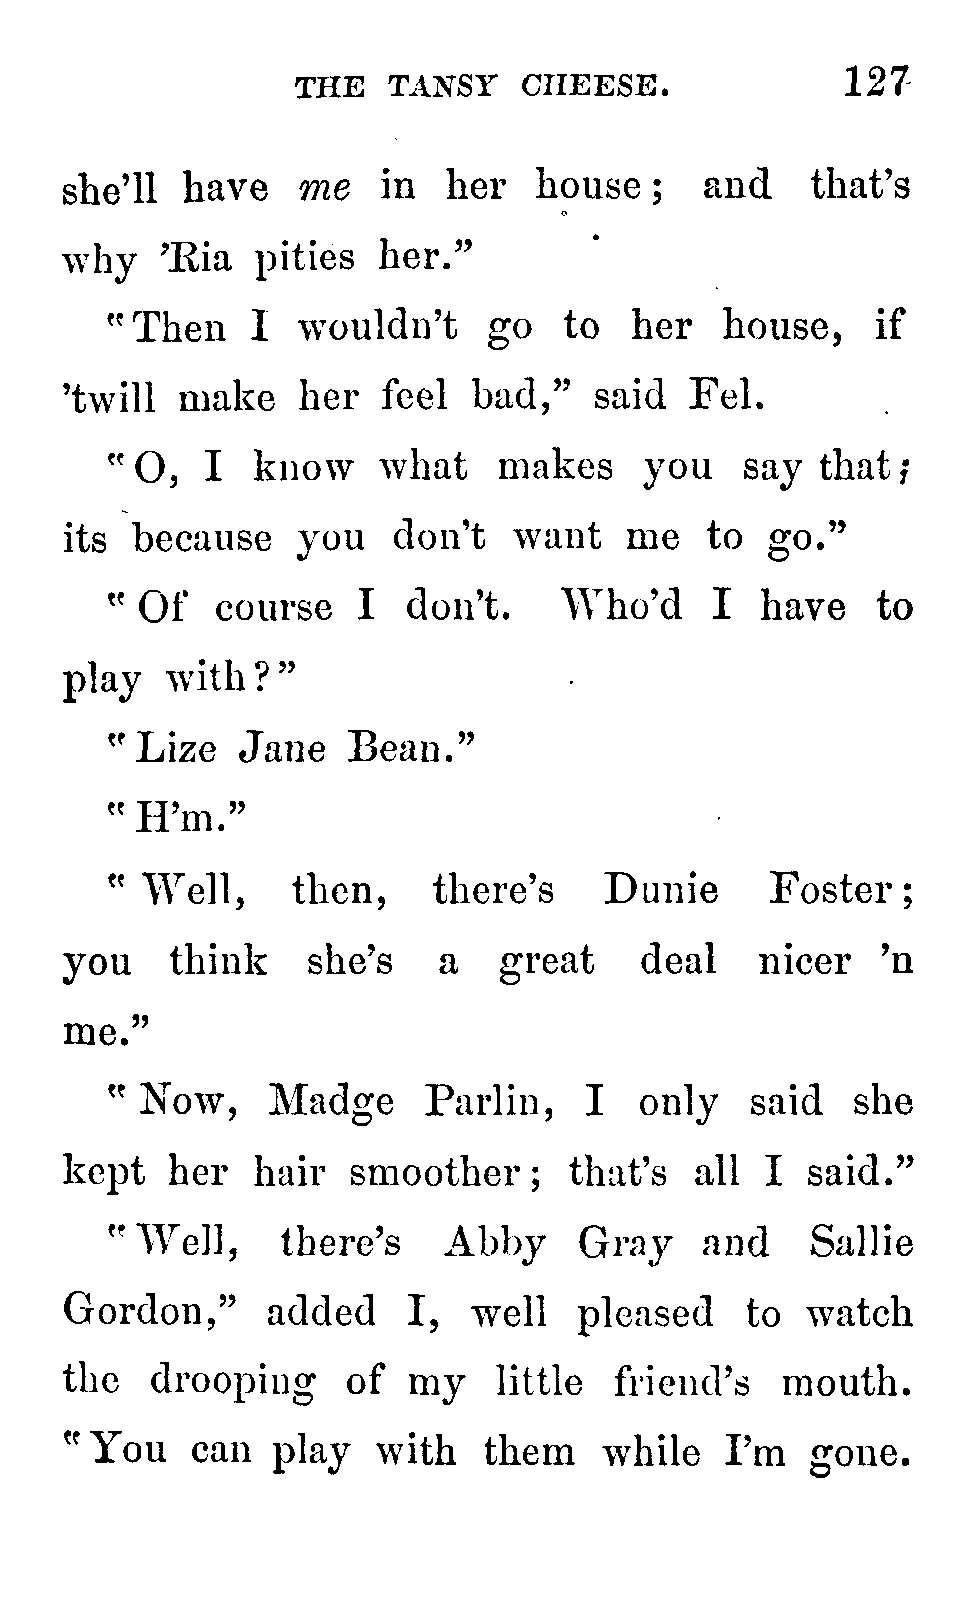 THE TANSY CHEESE. 127
she'll have me in her house; and that's
why 'Ria pities her."
"Then I wouldn't go to her house, if
'twill make her feel bad," said Fel.
"O, I know what makes you say that;
its because you don't want me to go."
"Of course I don't. Who'd I have to
play with?"
"Lize Jane Bean."
"H'm."
"Well, then, there's Dunie Foster;
you think she's a great deal nicer 'n
me."
"Now, Madge Parlin, I only said she
kept her hair smoother; that's all I said."
"Well, there's Abby Gray and Sallie
Gordon," added I, well pleased to watch
the drooping of my little friend's mouth.
"You can play with them while I'm gone.